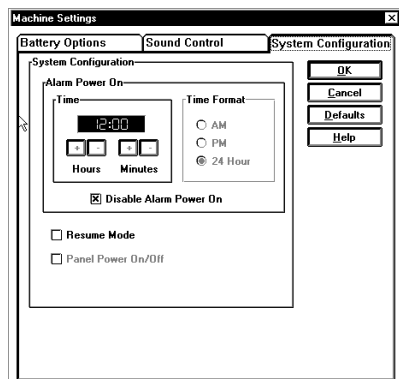 Machine Settings
Battery Options Sound Control System Configuration
System Configuration
Alarm Power On
Time
12:00
+ - + -
Hours Minutes
Time Format
AM
PM
24 Hour
Disable Alarm Power On
Resume Mode
Panel Power On/Off
OK
Cancel
Defaults
Help